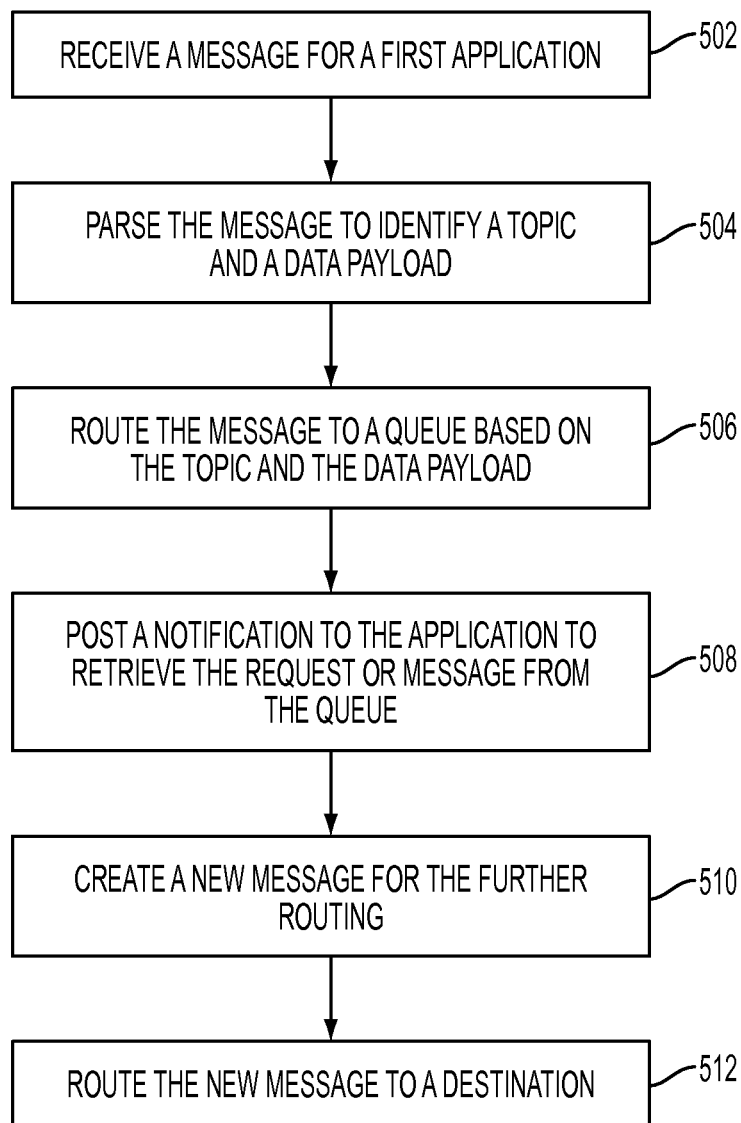 RECEIVE A MESSAGE FOR A FIRST APPLICATION
502
PARSE THE MESSAGE TO IDENTIFY A TOPIC
AND A DATA PAYLOAD
504
ROUTE THE MESSAGE TO A QUEUE BASED ON
THE TOPIC AND THE DATA PAYLOAD
506
POST A NOTIFICATION TO THE APPLICATION TO
RETRIEVE THE REQUEST OR MESSAGE FROM
THE QUEUE
508
CREATE A NEW MESSAGE FOR THE FURTHER
ROUTING
510
ROUTE THE NEW MESSAGE TO A DESTINATION
512